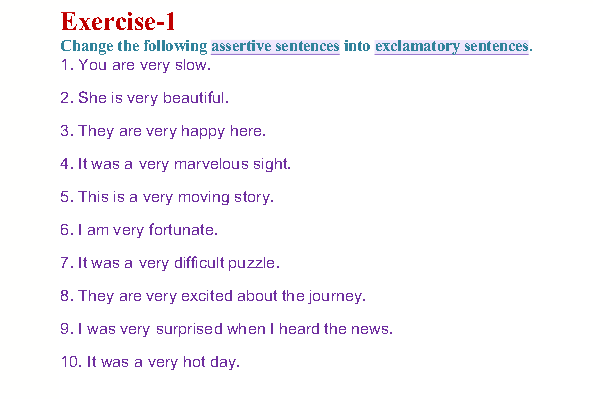 Exercise-1
Change the following assertive sentences into exclamatory sentences.
1. You are very slow.
2. She is very beautiful.
3. They are very happy here.
4. It was a very marvelous sight.
5. This is a very moving story.
6. I am very fortunate.
7. It was a very difficult puzzle.
8. They are very excited about the journey.
9. I was very surprised when I heard the news.
10. It was a very hot day.